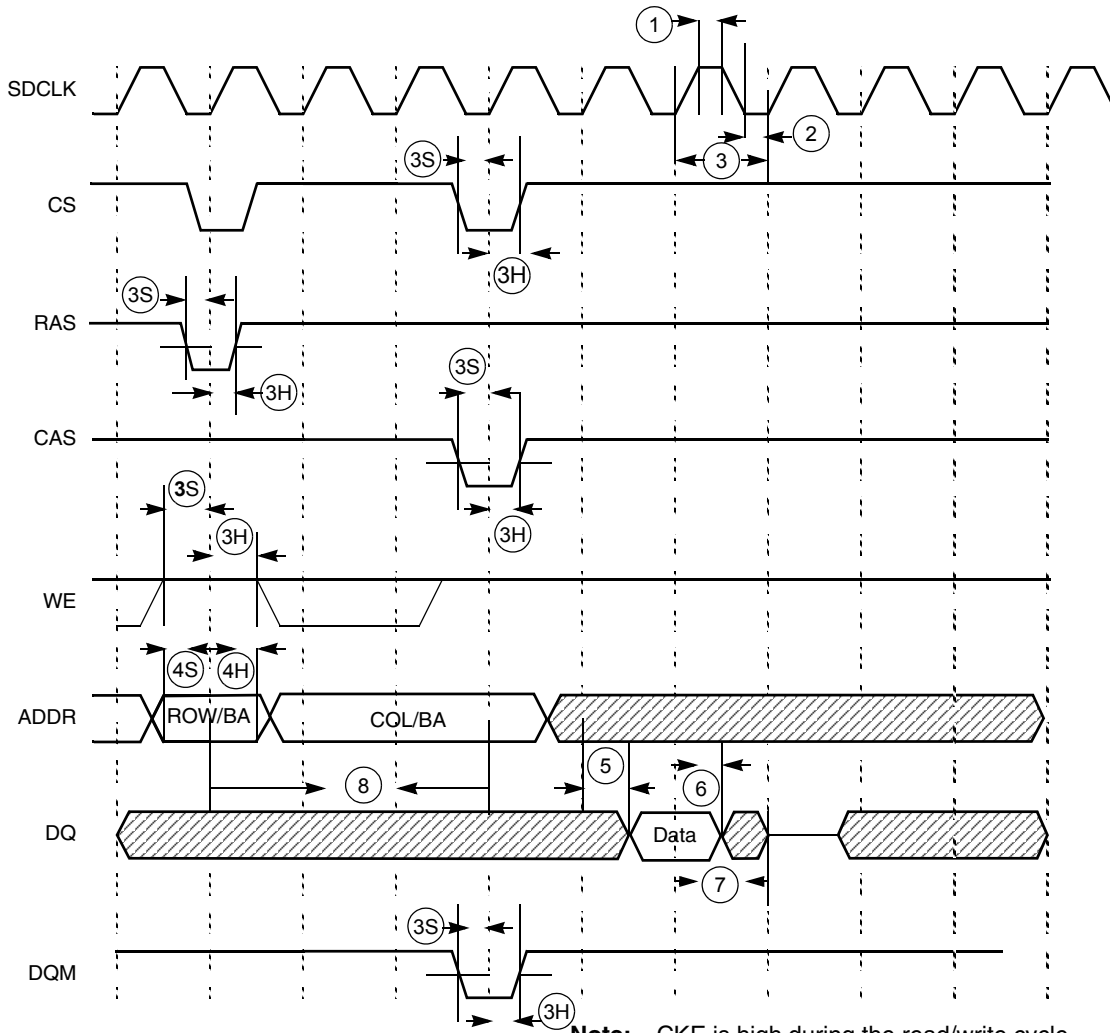 1
SDCLK
2
3S
3
CS
3H
3S
RAS
3S
3H
CAS
3S
3H
3H
WE
4S 4H
ADDR ROW/BA COL/BA
5
8 6
DQ Data
7
3S
DQM
3H
Note: CKE is high during the read/write cycle